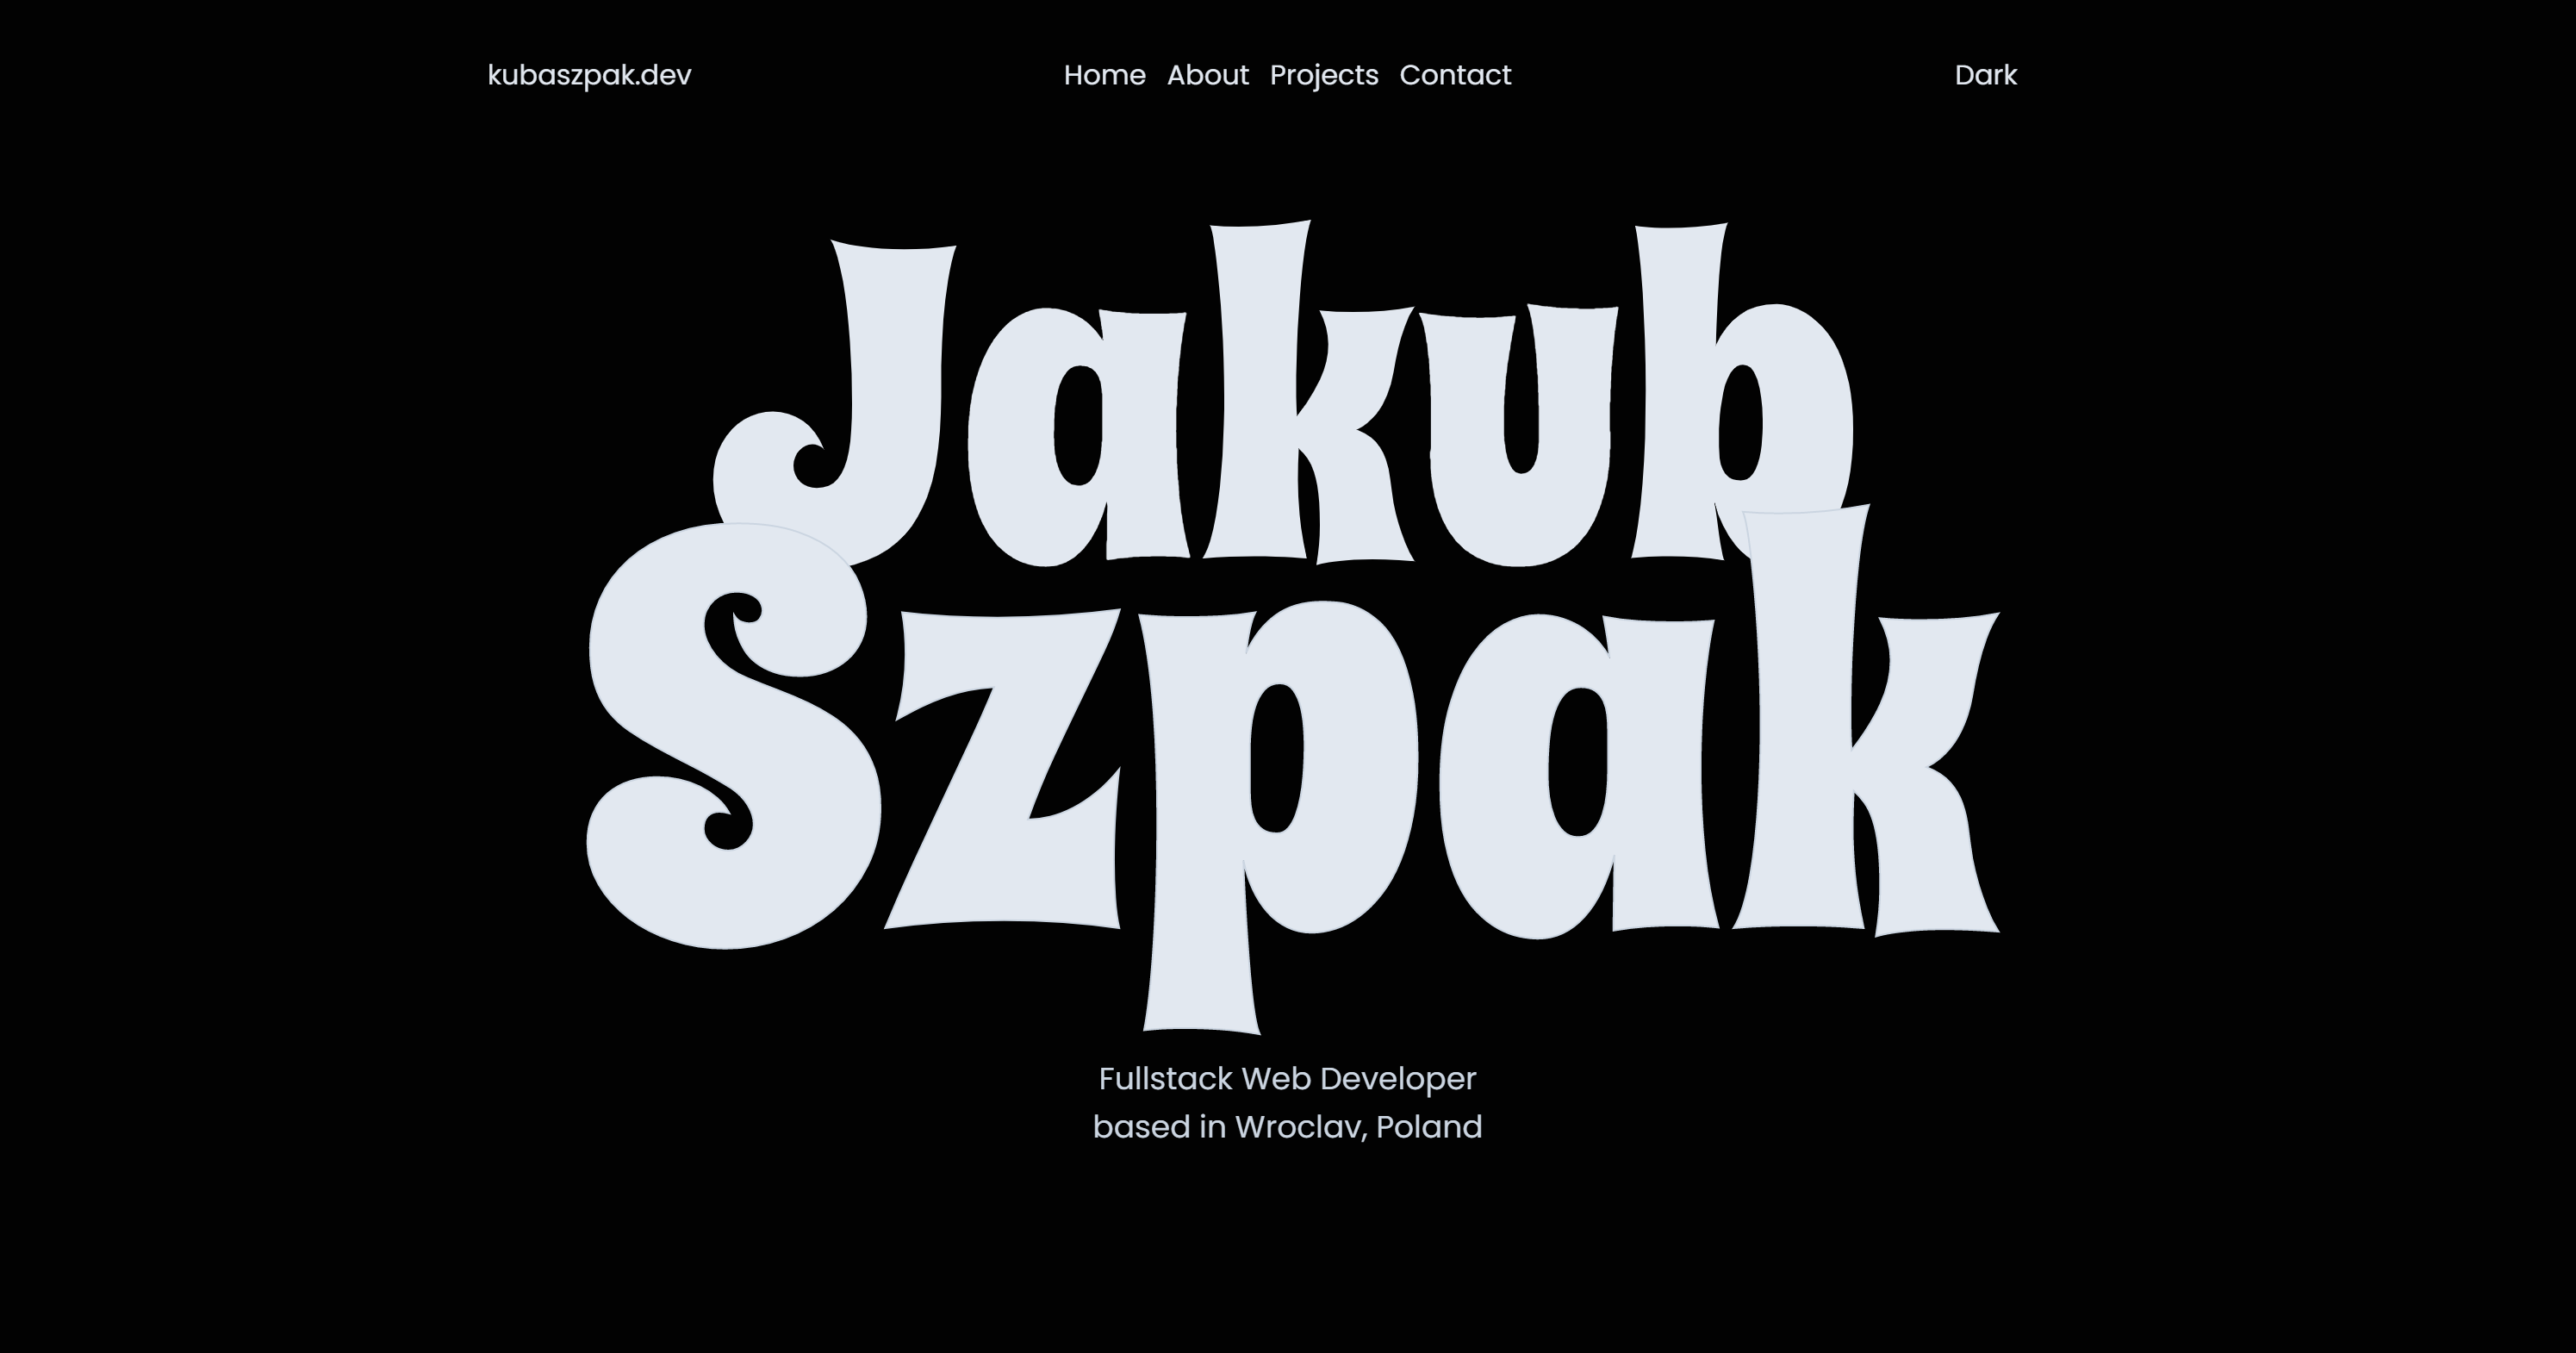 kubaszpak.dev
Home About Projects Contact
Dark
Jakub
Szpak
Fullstack Web Developer
based in Wroclav, Poland